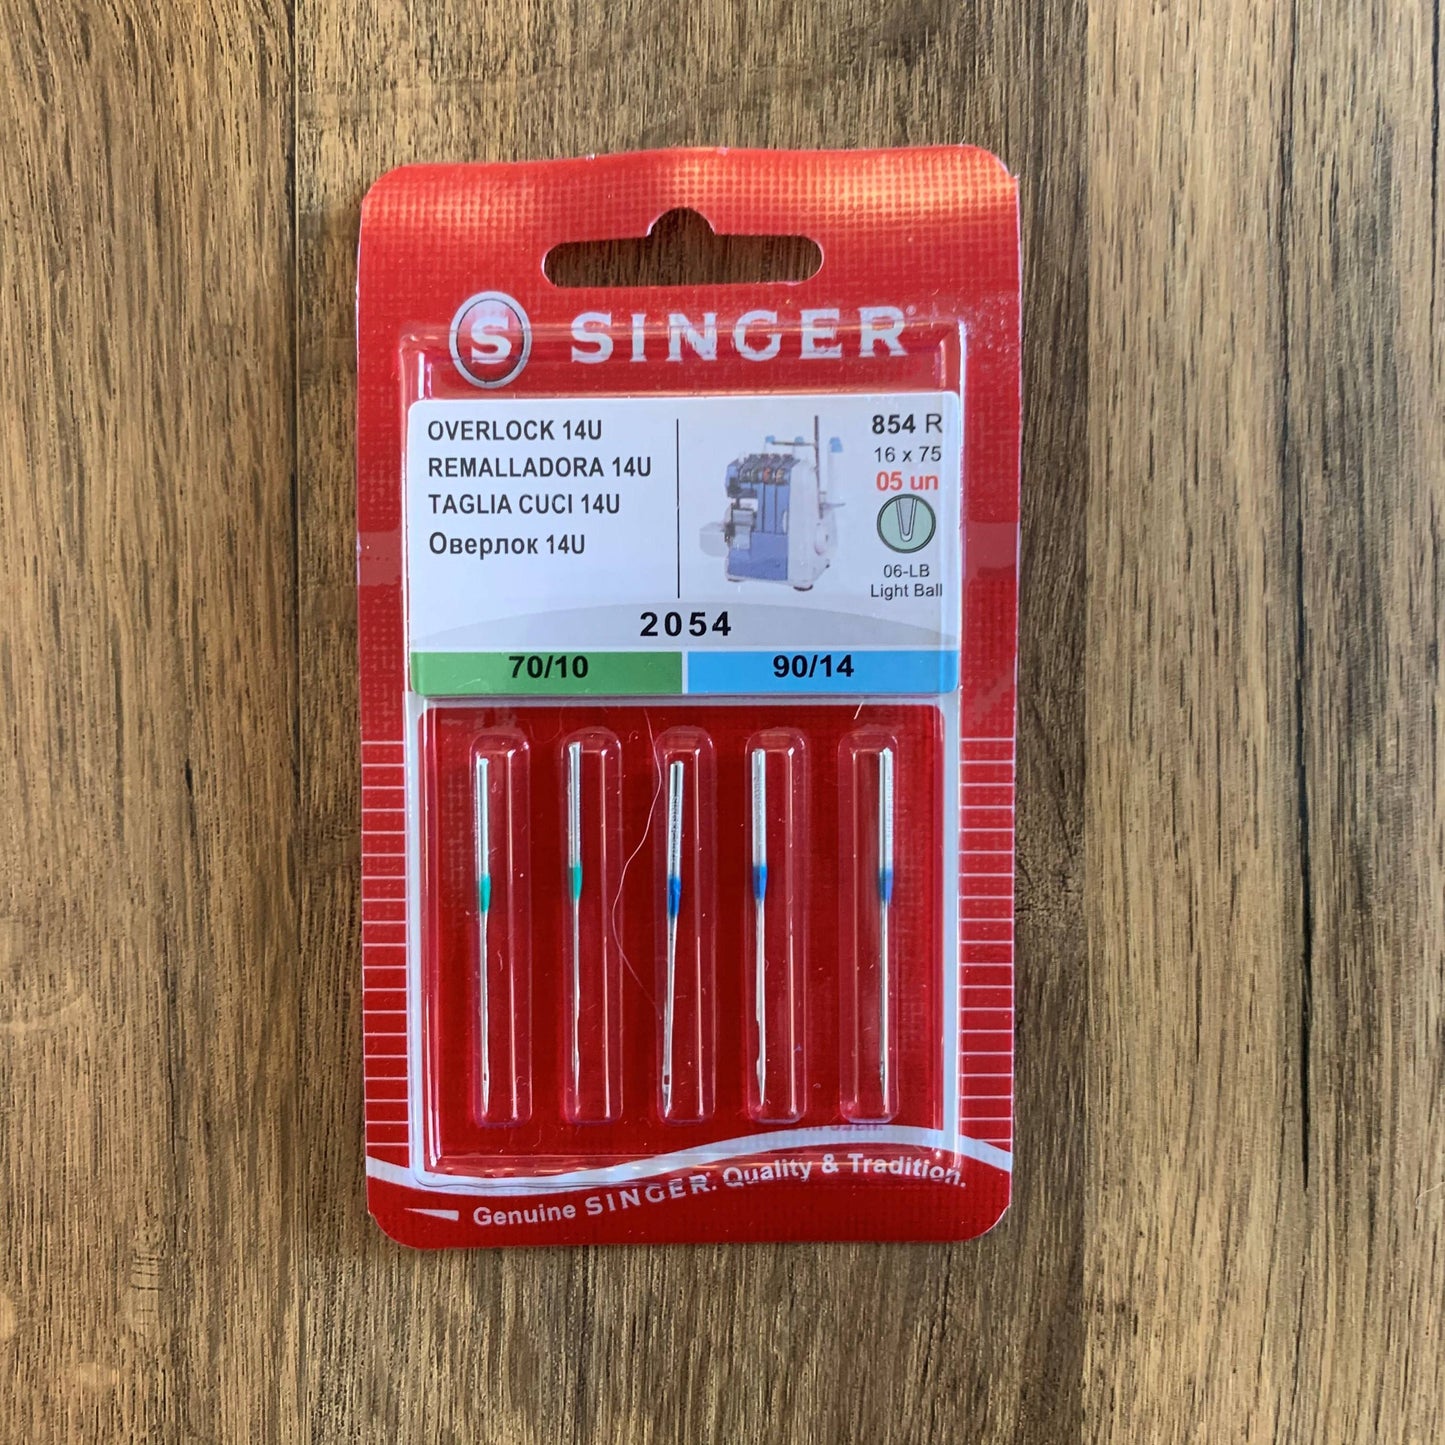 S SINGER®
OVERLOCK 14U
REMALLADORA 14U
TAGLIA CUCI 14U
Оверлок 14U
854 R
16 x 75
05 un
06-LB
Light Ball
2054
70/10 90/14
Genuine SINGER. Quality & Tradition.